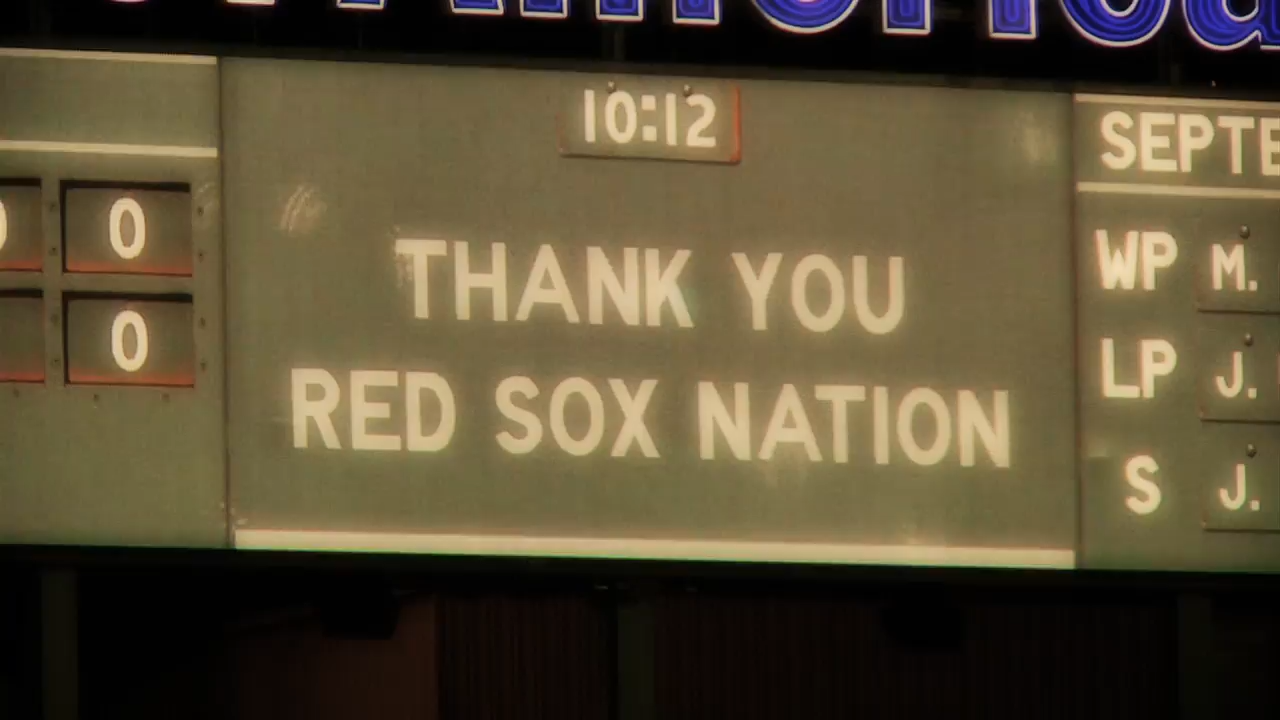 10:12
THANK YOU
RED SOX NATION
0
0
SEPTE
WP M.
LP J.
S J.